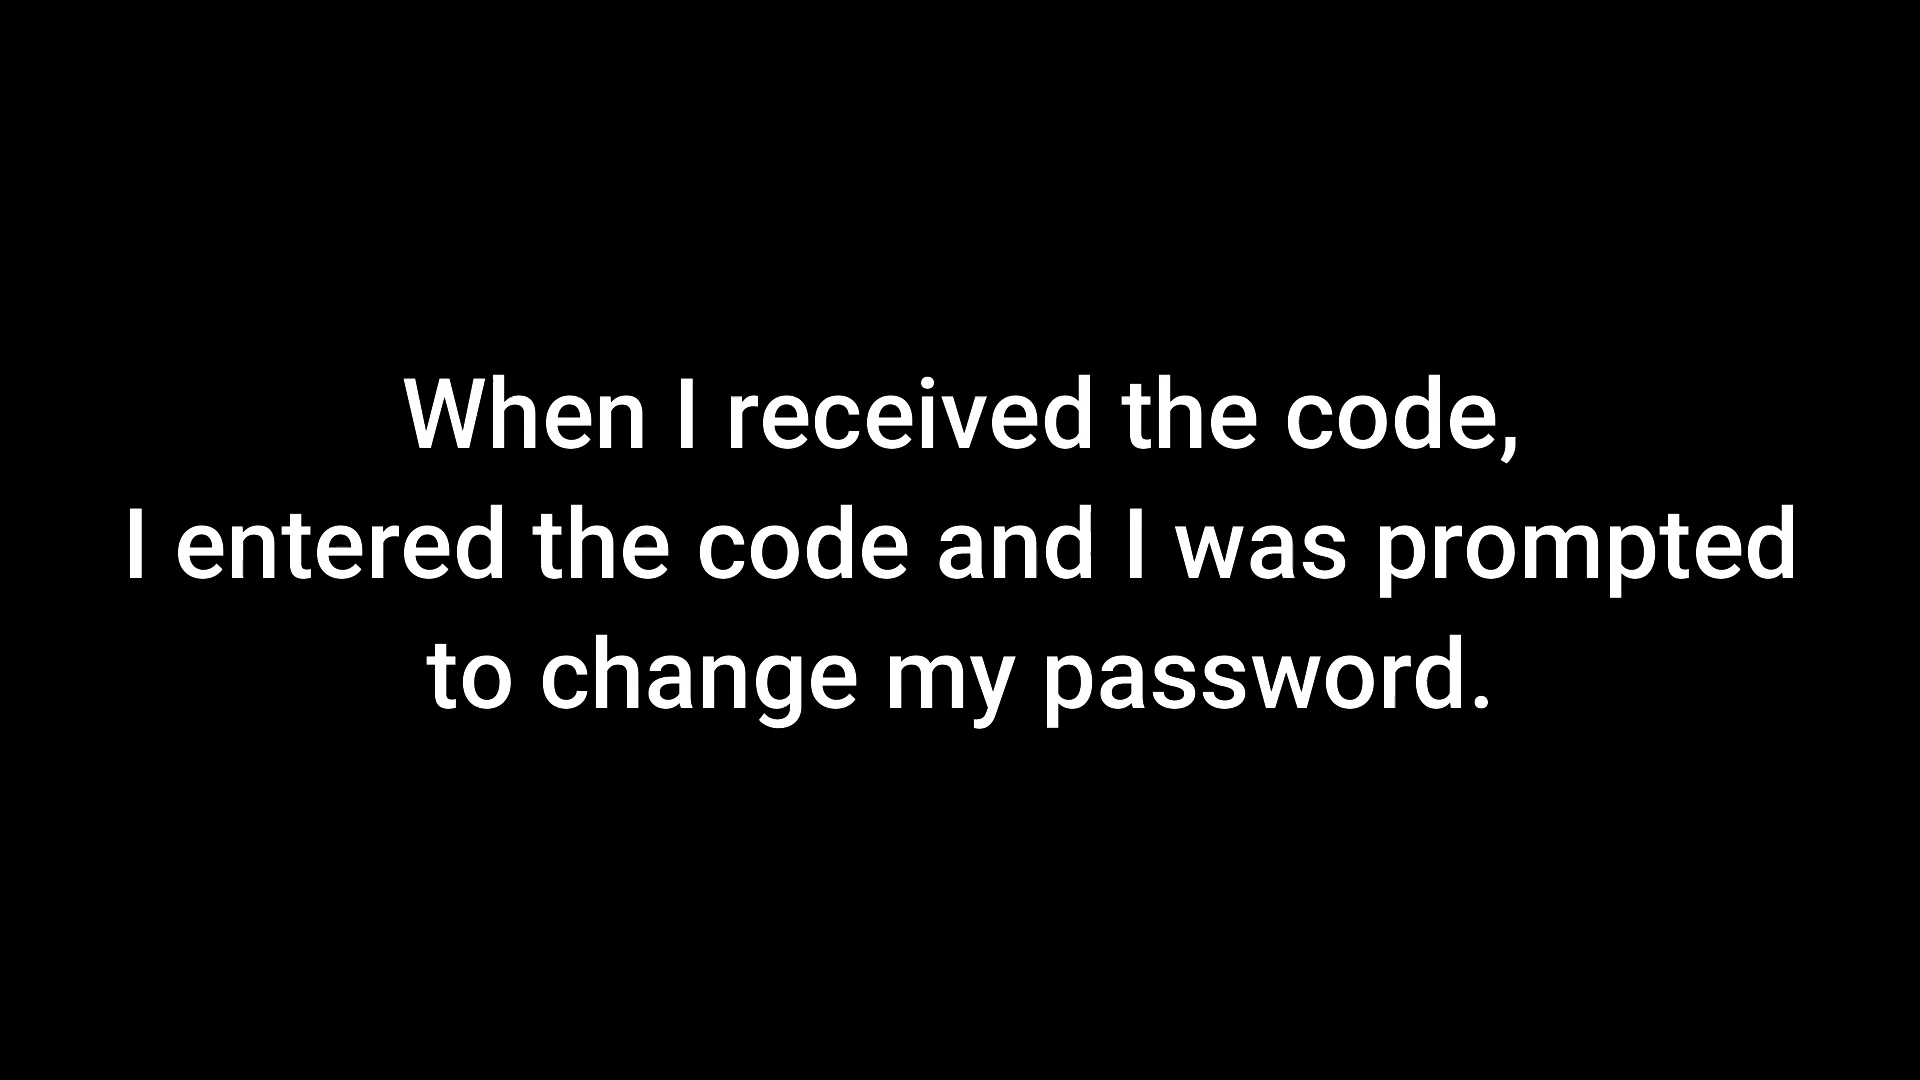 When I received the code,
I entered the code and I was prompted
to change my password.